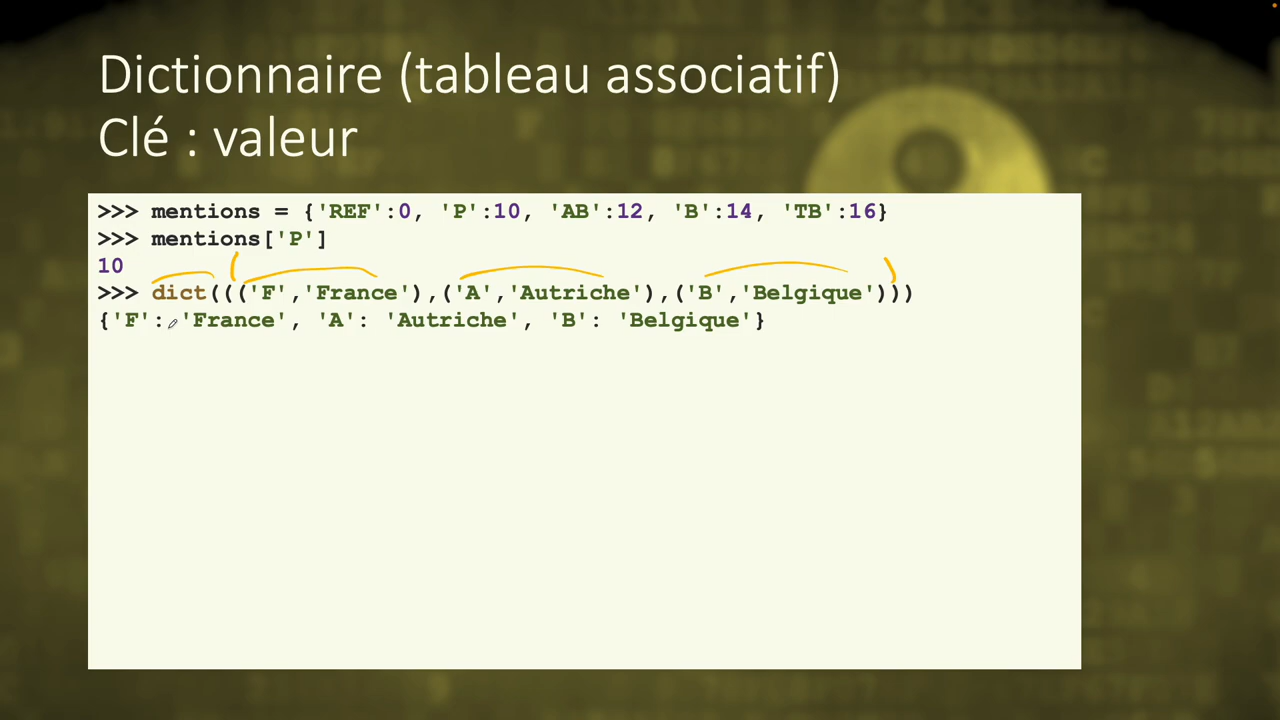 Dictionnaire (tableau associatif)
Clé : valeur
>>> mentions = {'REF':0, 'P':10, 'AB':12, 'B':14, 'TB':16}
>>> mentions['P']
10
>>> dict((('F','France'),('A','Autriche'),('B','Belgique')))
{'F': 'France', 'A': 'Autriche', 'B': 'Belgique'}